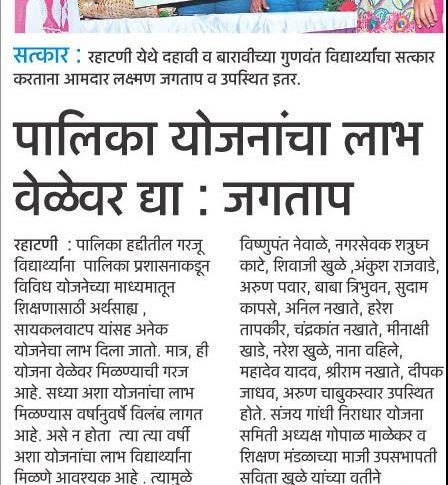 सत्कार : रहाटणी येथे दहावी व बारावीच्या गुणवंत विद्यार्थ्यांचा सत्कार
करताना आमदार लक्ष्मण जगताप व उपस्थित इतर.
पालिका योजनांचा लाभ
वेळेवर द्या : जगताप
रहाटणी : पालिका हद्दीतील गरजू
विद्यार्थ्यांना पालिका प्रशासनाकडून
विविध योजनेच्या माध्यमातून
शिक्षणासाठी अर्थसाह्य ,
सायकलवाटप यांसह अनेक
योजनेचा लाभ दिला जातो. मात्र, ही
योजना वेळेवर मिळण्याची गरज
आहे. सध्या अशा योजनांचा लाभ
मिळण्यास वर्षानुवर्षे विलंब लागत
आहे. असे न होता त्या त्या वर्षी
अशा योजनांचा लाभ विद्यार्थ्यांना
मिळणे आवश्यक आहे . त्यामुळे
विष्णुपंत नेवाळे, नगरसेवक शत्रुघ्न
काटे, शिवाजी खुळे ,अंकुश राजवाडे,
अरुण पवार, बाबा त्रिभुवन, सुदाम
कापसे, अनिल नखाते, हरेश
तापकीर, चंद्रकांत नखाते, मीनाक्षी
खाडे, नरेश खुळे, नाना वहिले,
महादेव यादव, श्रीराम नखाते, दीपक
जाधव, अरुण चाबुकस्वार उपस्थित
होते. संजय गांधी निराधार योजना
समिती अध्यक्ष गोपाळ माळेकर व
शिक्षण मंडळाच्या माजी उपसभापती
सविता खुळे यांच्या वतीने